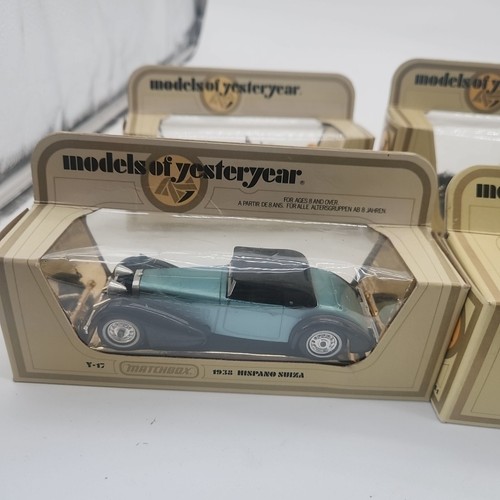 models of yesteryear.
models of yesteryear
models of yesteryear.
FOR AGES 8 AND OVER
A PARTIR DE 8 ANS. FÜR ALLE ALTERSGRUPPEN AB 8 JAHREN
mo
Y-17 MATCHBOX 1938 HISPANO SUIZA